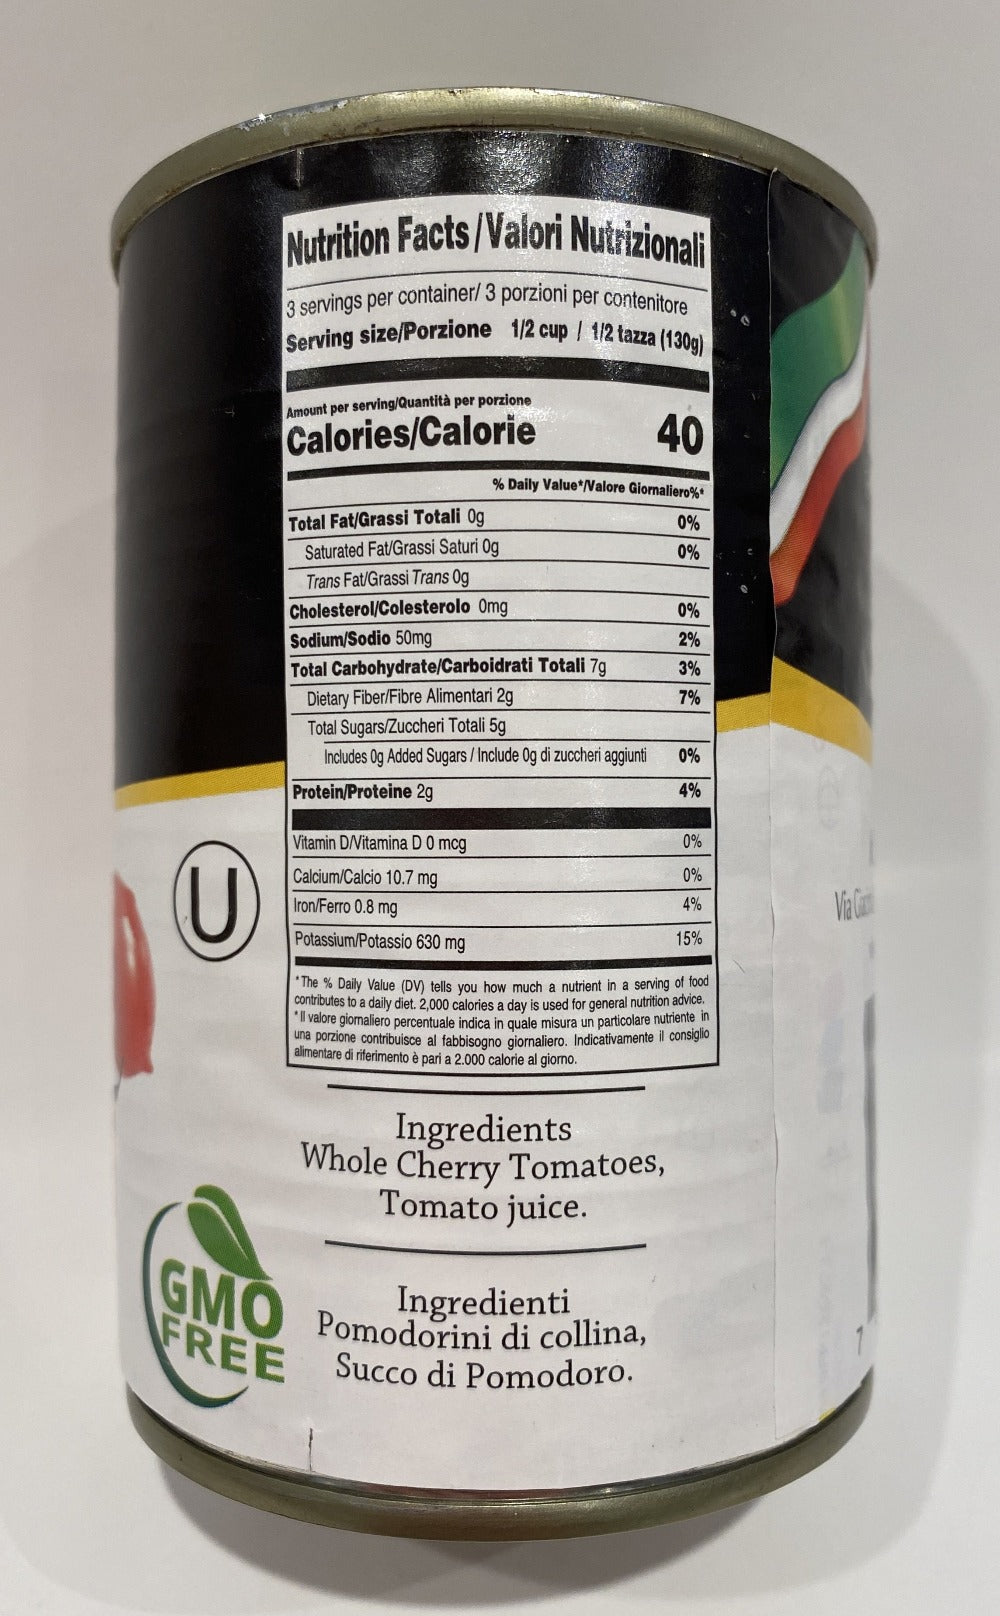 Nutrition Facts/Valori Nutrizionali
3 servings per container/ 3 porzioni per contenitore
Serving size/Porzione 1/2 cup / 1/2 tazza (130g)
Amount per serving/Quantità per porzione
Calories/Calorie 40
% Daily Value*/Valore Giornaliero%*
Total Fat/Grassi Totali 0g 0%
Saturated Fat/Grassi Saturi 0g 0%
Trans Fat/Grassi Trans 0g
Cholesterol/Colesterolo 0mg 0%
Sodium/Sodio 50mg 2%
Total Carbohydrate/Carboidrati Totali 7g 3%
Dietary Fiber/Fibre Alimentari 2g 7%
Total Sugars/Zuccheri Totali 5g
Includes 0g Added Sugars / Include 0g di zuccheri aggiunti 0%
Protein/Proteine 2g 4%
Vitamin D/Vitamina D 0 mcg 0%
Calcium/Calcio 10.7 mg 0%
Iron/Ferro 0.8 mg 4%
Potassium/Potassio 630 mg 15%
*The % Daily Value (DV) tells you how much a nutrient in a serving of food
contributes to a daily diet. 2,000 calories a day is used for general nutrition advice.
*Il valore giornaliero percentuale indica in quale misura un particolare nutriente in
una porzione contribuisce al fabbisogno giornaliero. Indicativamente il consiglio
alimentare di riferimento è pari a 2.000 calorie al giorno.
U
Ingredients
Whole Cherry Tomatoes,
Tomato juice.
GMO
FREE
Ingredienti
Pomodorini di collina,
Succo di Pomodoro.
Via
7